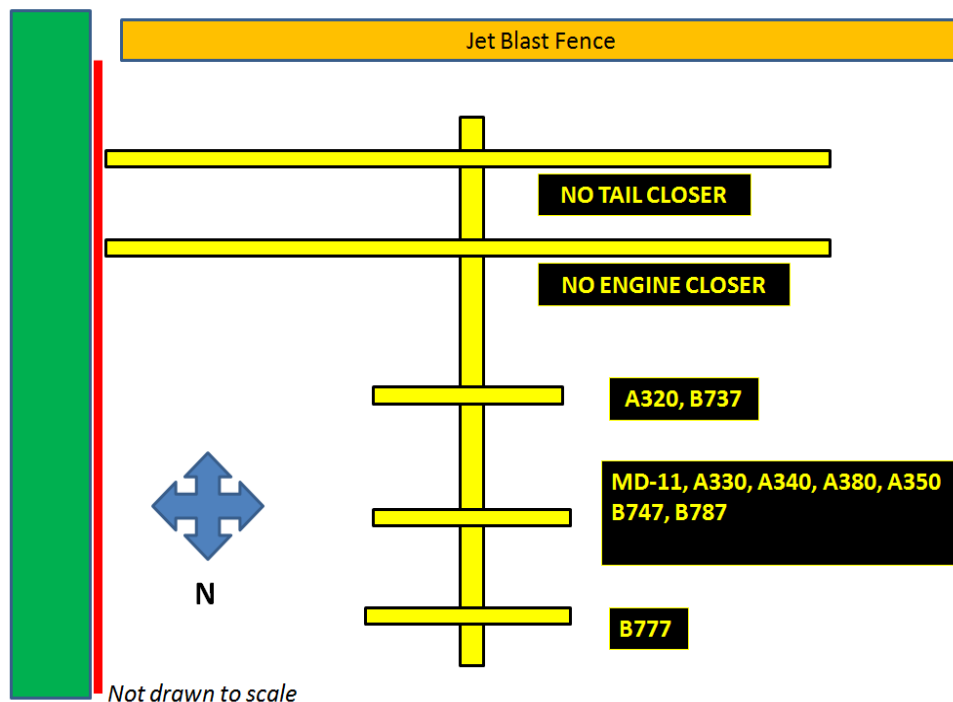 Jet Blast Fence
NO TAIL CLOSER
NO ENGINE CLOSER
A320, B737
MD-11, A330, A340, A380, A350
B747, B787
N
B777
Not drawn to scale